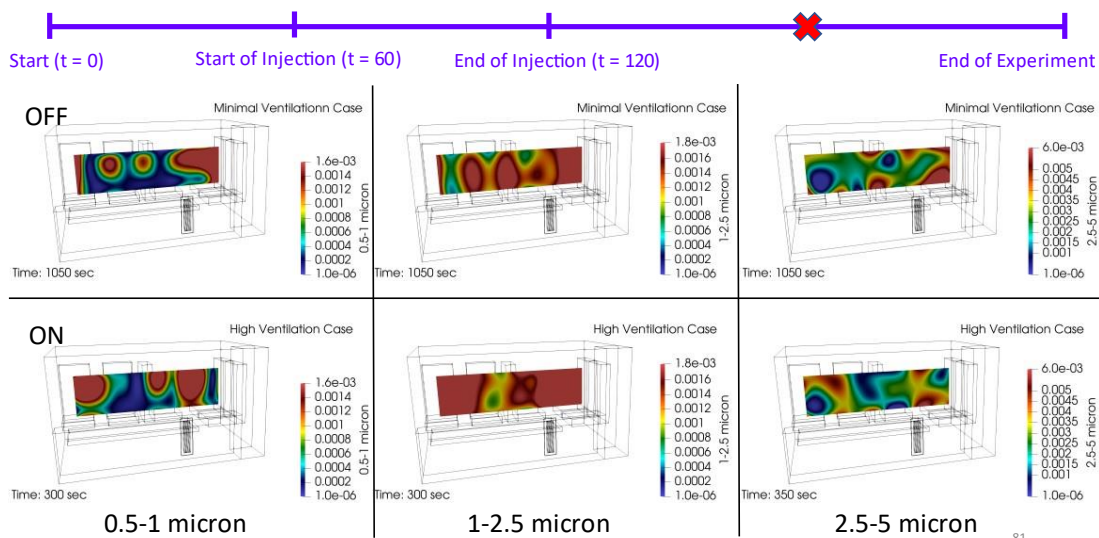 Start (t = 0)
Start of Injection (t = 60)
End of Injection (t = 120)
End of Experiment
OFF
Minimal Ventilationn Case
1.6e-03
0.0014
0.0012
0.001
0.0008
0.0006
0.0004
0.0002
1.0e-06
0.5-1 micron
Time: 1050 sec
Minimal Ventilationn Case
1.8e-03
0.0016
0.0014
0.0012
0.001
0.0008
0.0006
0.0004
0.0002
1.0e-06
1-2.5 micron
Time: 1050 sec
Minimal Ventilationn Case
6.0e-03
0.005
0.0045
0.004
0.0035
0.003
0.0025
0.002
0.0015
0.001
1.0e-06
2.5-5 micron
Time: 1050 sec
ON
High Ventilation Case
1.6e-03
0.0014
0.0012
0.001
0.0008
0.0006
0.0004
0.0002
1.0e-06
0.5-1 micron
Time: 300 sec
High Ventilation Case
1.8e-03
0.0016
0.0014
0.0012
0.001
0.0008
0.0006
0.0004
0.0002
1.0e-06
1-2.5 micron
Time: 300 sec
High Ventilation Case
6.0e-03
0.005
0.0045
0.004
0.0035
0.003
0.0025
0.002
0.0015
0.001
1.0e-06
2.5-5 micron
Time: 350 sec
0.5-1 micron
1-2.5 micron
2.5-5 micron